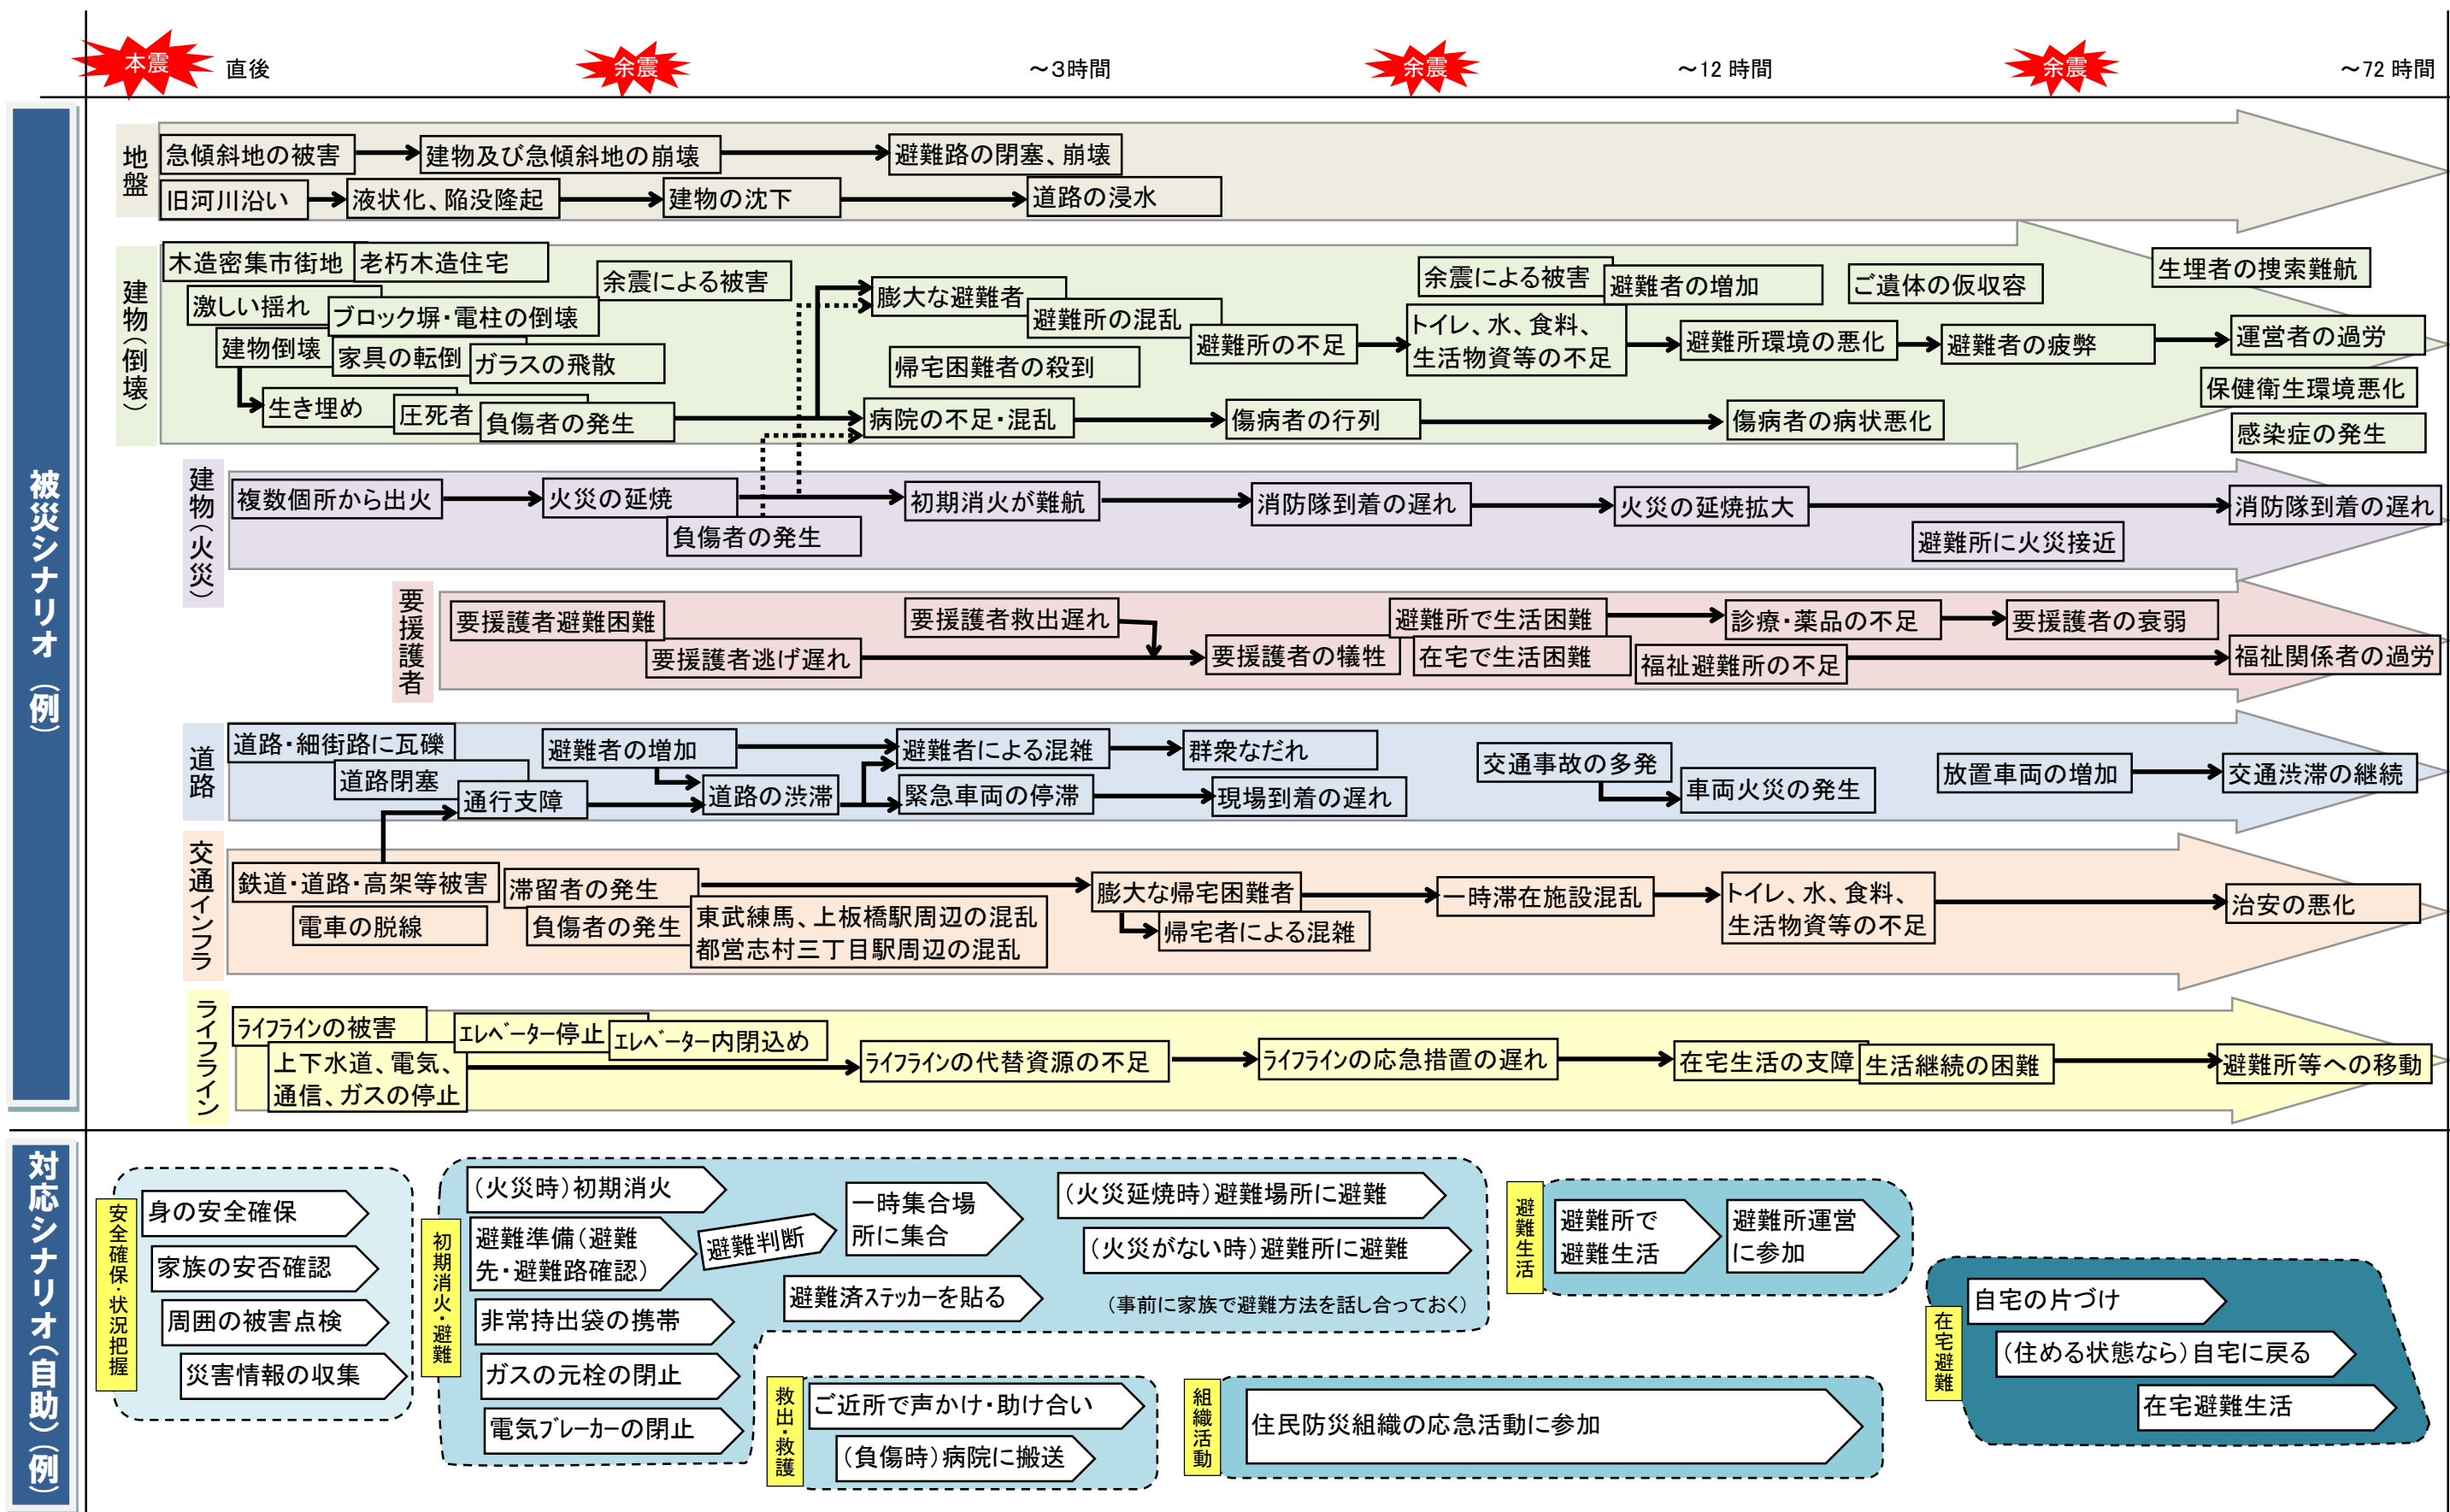 本震
直後
余震
～3時間
余震
～12 時間
余震
～72 時間
被災シナリオ（例）
地盤
急傾斜地の被害
建物及び急傾斜地の崩壊
避難路の閉塞、崩壊
旧河川沿い
液状化、陥没隆起
建物の沈下
道路の浸水
建物（倒壊）
木造密集市街地
老朽木造住宅
余震による被害
激しい揺れ
ブロック塀・電柱の倒壊
建物倒壊
家具の転倒
ガラスの飛散
生き埋め
圧死者
負傷者の発生
膨大な避難者
避難所の混乱
避難所の不足
帰宅困難者の殺到
病院の不足・混乱
傷病者の行列
余震による被害
避難者の増加
ご遺体の仮収容
生埋者の捜索難航
トイレ、水、食料、
生活物資等の不足
避難所環境の悪化
避難者の疲弊
運営者の過労
傷病者の病状悪化
保健衛生環境悪化
感染症の発生
建物（火災）
複数個所から出火
火災の延焼
負傷者の発生
初期消火が難航
消防隊到着の遅れ
火災の延焼拡大
避難所に火災接近
消防隊到着の遅れ
要援護者
要援護者避難困難
要援護者逃げ遅れ
要援護者救出遅れ
要援護者の犠牲
避難所で生活困難
在宅で生活困難
診療・薬品の不足
福祉避難所の不足
要援護者の衰弱
福祉関係者の過労
道路
道路・細街路に瓦礫
道路閉塞
通行支障
避難者の増加
道路の渋滞
避難者による混雑
緊急車両の停滞
群衆なだれ
現場到着の遅れ
交通事故の多発
車両火災の発生
放置車両の増加
交通渋滞の継続
交通インフラ
鉄道・道路・高架等被害
電車の脱線
滞留者の発生
負傷者の発生
東武練馬、上板橋駅周辺の混乱
都営志村三丁目駅周辺の混乱
膨大な帰宅困難者
帰宅者による混雑
一時滞在施設混乱
トイレ、水、食料、
生活物資等の不足
治安の悪化
ライフライン
ﾗｲﾌﾗｲﾝの被害
上下水道、電気、
通信、ガスの停止
ｴﾚﾍﾞｰﾀｰ停止
ｴﾚﾍﾞｰﾀｰ内閉込め
ﾗｲﾌﾗｲﾝの代替資源の不足
ﾗｲﾌﾗｲﾝの応急措置の遅れ
在宅生活の支障
生活継続の困難
避難所等への移動
対応シナリオ（自助）（例）
安全確保・状況把握
身の安全確保
家族の安否確認
周囲の被害点検
災害情報の収集
初期消火・避難
（火災時）初期消火
避難準備（避難
先・避難路確認）
非常持出袋の携帯
ガスの元栓の閉止
電気ﾌﾞﾚｰｶｰの閉止
避難判断
一時集合場
所に集合
避難済ｽﾃｯｶｰを貼る
（火災延焼時）避難場所に避難
（火災がない時）避難所に避難
（事前に家族で避難方法を話し合っておく）
救出・救護
ご近所で声かけ・助け合い
（負傷時）病院に搬送
組織活動
住民防災組織の応急活動に参加
避難生活
避難所で
避難生活
避難所運営
に参加
在宅避難
自宅の片づけ
（住める状態なら）自宅に戻る
在宅避難生活